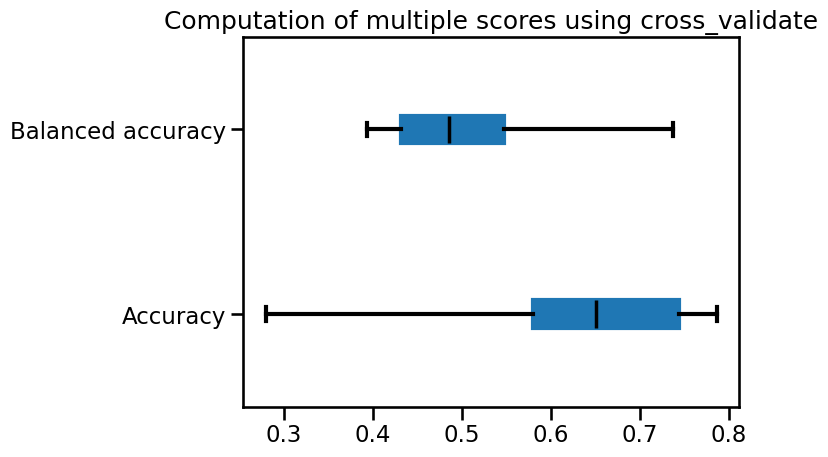 Computation of multiple scores using cross_validate
Balanced accuracy
Accuracy
0.3 0.4 0.5 0.6 0.7 0.8